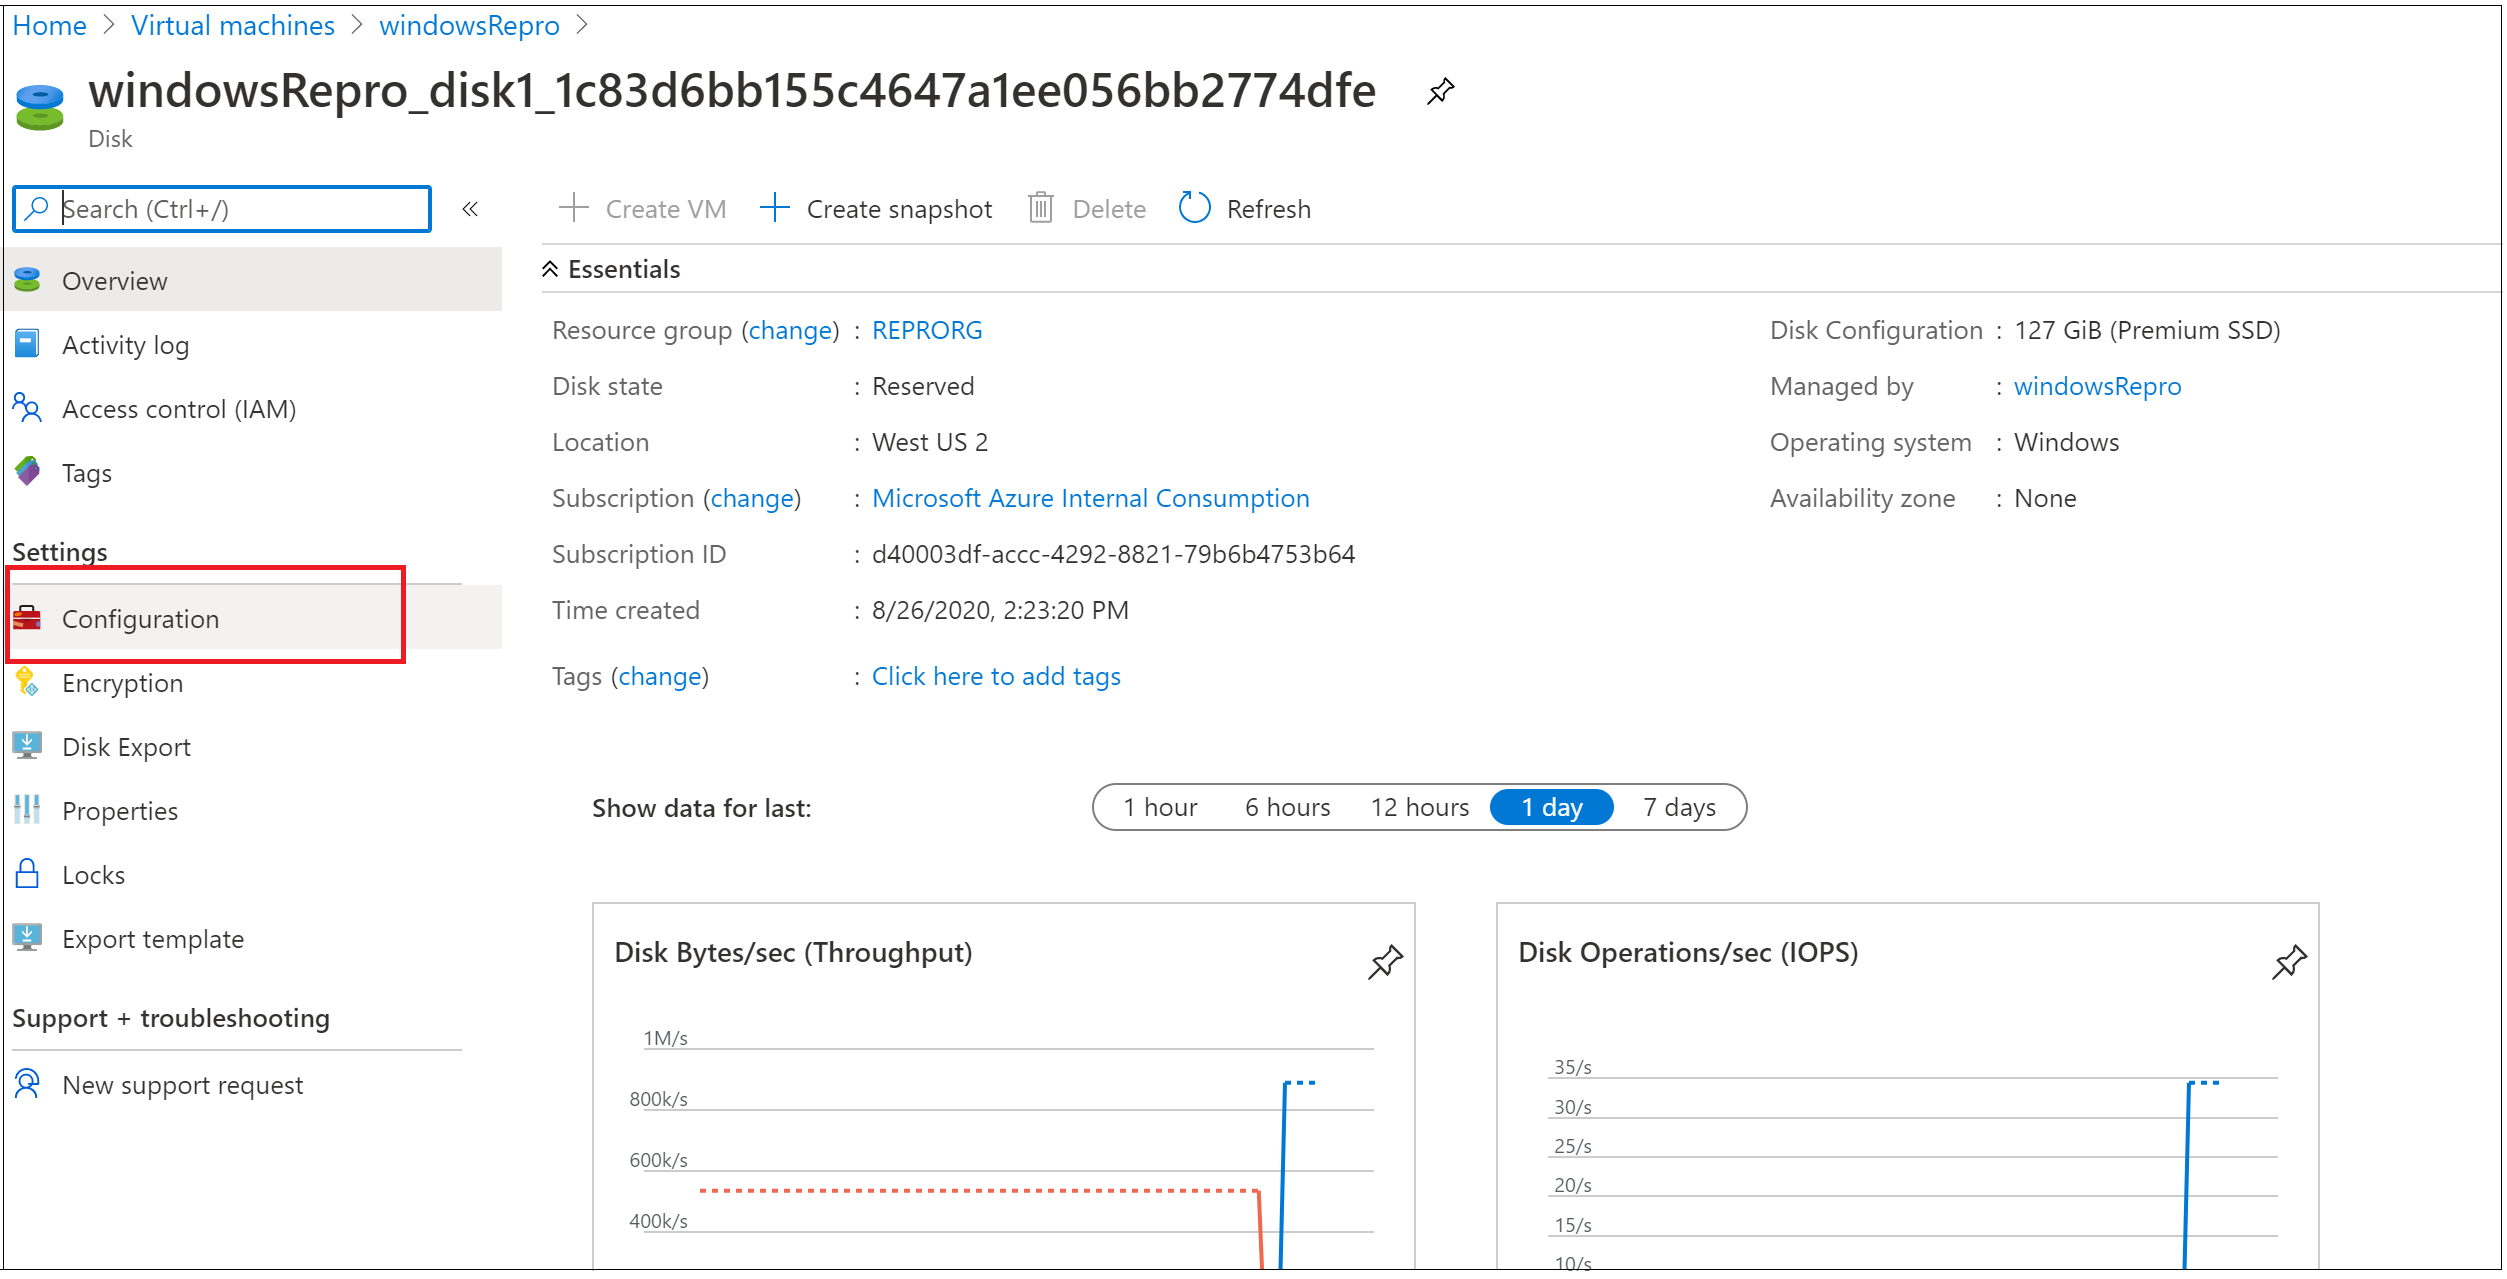 Home > Virtual machines > windowsRepro >
windowsRepro_disk1_1c83d6bb155c4647a1ee056bb2774dfe
Disk
Search (Ctrl+/) «
Create VM Create snapshot Delete Refresh
Overview
Activity log
Access control (IAM)
Tags
Settings
Configuration
Encryption
Disk Export
Properties
Locks
Export template
Support + troubleshooting
New support request
Essentials
Resource group (change) : REPRORG
Disk state : Reserved
Location : West US 2
Subscription (change) : Microsoft Azure Internal Consumption
Subscription ID : d40003df-accc-4292-8821-79b6b4753b64
Time created : 8/26/2020, 2:23:20 PM
Tags (change) : Click here to add tags
Disk Configuration : 127 GiB (Premium SSD)
Managed by : windowsRepro
Operating system : Windows
Availability zone : None
Show data for last: 1 hour 6 hours 12 hours 1 day 7 days
Disk Bytes/sec (Throughput)
1M/s
800k/s
600k/s
400k/s
Disk Operations/sec (IOPS)
35/s
30/s
25/s
20/s
15/s
10/s